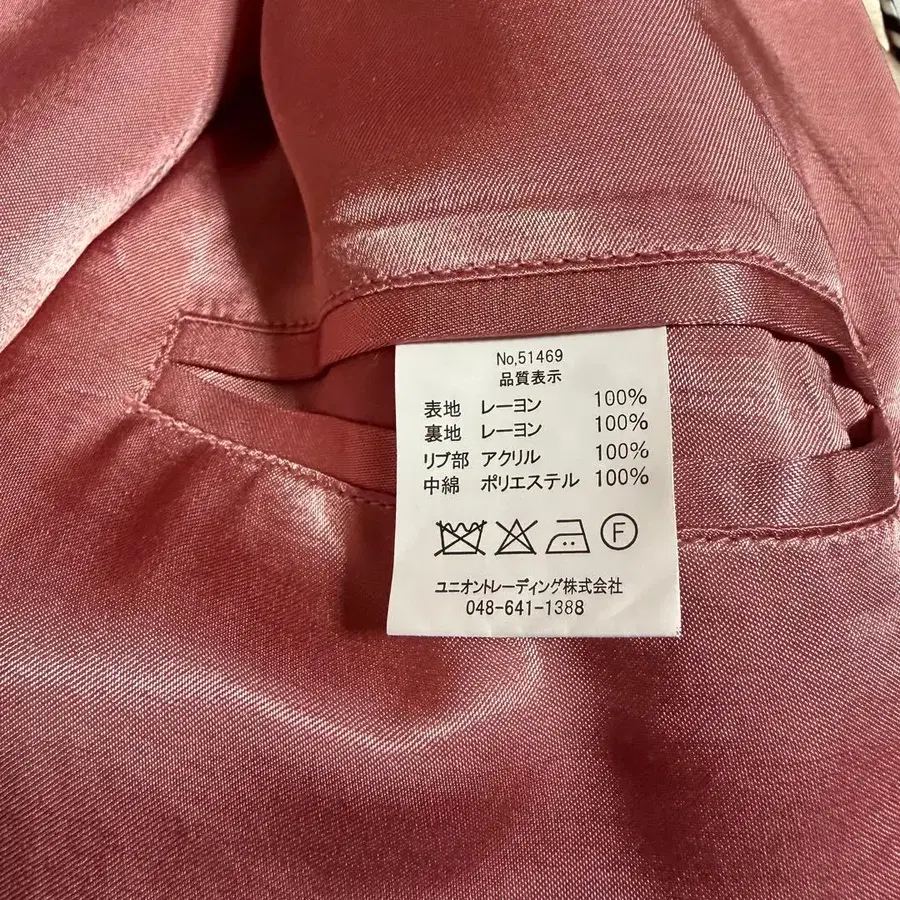 No,51469
品質表示
表地 レーヨン 100%
裏地 レーヨン 100%
リブ部 アクリル 100%
中綿 ポリエステル 100%
F
ユニオントレーディング株式会社
048-641-1388